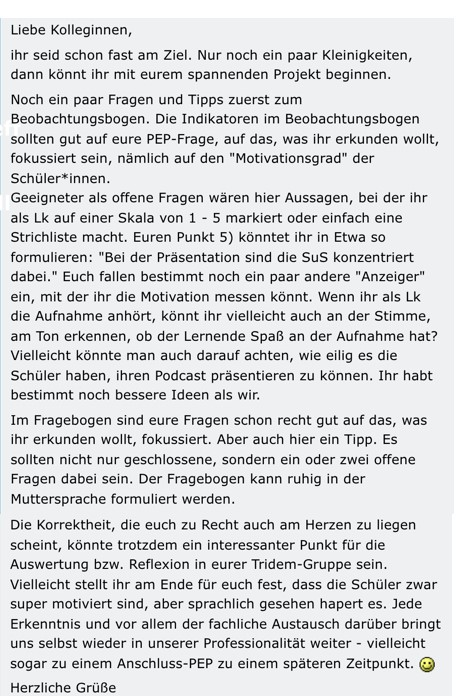 Liebe Kolleginnen,
ihr seid schon fast am Ziel. Nur noch ein paar Kleinigkeiten,
dann könnt ihr mit eurem spannenden Projekt beginnen.
Noch ein paar Fragen und Tipps zuerst zum
Beobachtungsbogen. Die Indikatoren im Beobachtungsbogen
sollten gut auf eure PEP-Frage, auf das, was ihr erkunden wollt,
fokussiert sein, nämlich auf den "Motivationsgrad" der
Schüler*innen.
Geeigneter als offene Fragen wären hier Aussagen, bei der ihr
als Lk auf einer Skala von 1 - 5 markiert oder einfach eine
Strichliste macht. Euren Punkt 5) könntet ihr in Etwa so
formulieren: "Bei der Präsentation sind die SuS konzentriert
dabei." Euch fallen bestimmt noch ein paar andere "Anzeiger"
ein, mit der ihr die Motivation messen könnt. Wenn ihr als Lk
die Aufnahme anhört, könnt ihr vielleicht auch an der Stimme,
am Ton erkennen, ob der Lernende Spaß an der Aufnahme hat?
Vielleicht könnte man auch darauf achten, wie eilig es die
Schüler haben, ihren Podcast präsentieren zu können. Ihr habt
bestimmt noch bessere Ideen als wir.
Im Fragebogen sind eure Fragen schon recht gut auf das, was
ihr erkunden wollt, fokussiert. Aber auch hier ein Tipp. Es
sollten nicht nur geschlossene, sondern ein oder zwei offene
Fragen dabei sein. Der Fragebogen kann ruhig in der
Muttersprache formuliert werden.
Die Korrektheit, die euch zu Recht auch am Herzen zu liegen
scheint, könnte trotzdem ein interessanter Punkt für die
Auswertung bzw. Reflexion in eurer Tridem-Gruppe sein.
Vielleicht stellt ihr am Ende für euch fest, dass die Schüler zwar
super motiviert sind, aber sprachlich gesehen hapert es. Jede
Erkenntnis und vor allem der fachliche Austausch darüber bringt
uns selbst wieder in unserer Professionalität weiter - vielleicht
sogar zu einem Anschluss-PEP zu einem späteren Zeitpunkt.
Herzliche Grüße